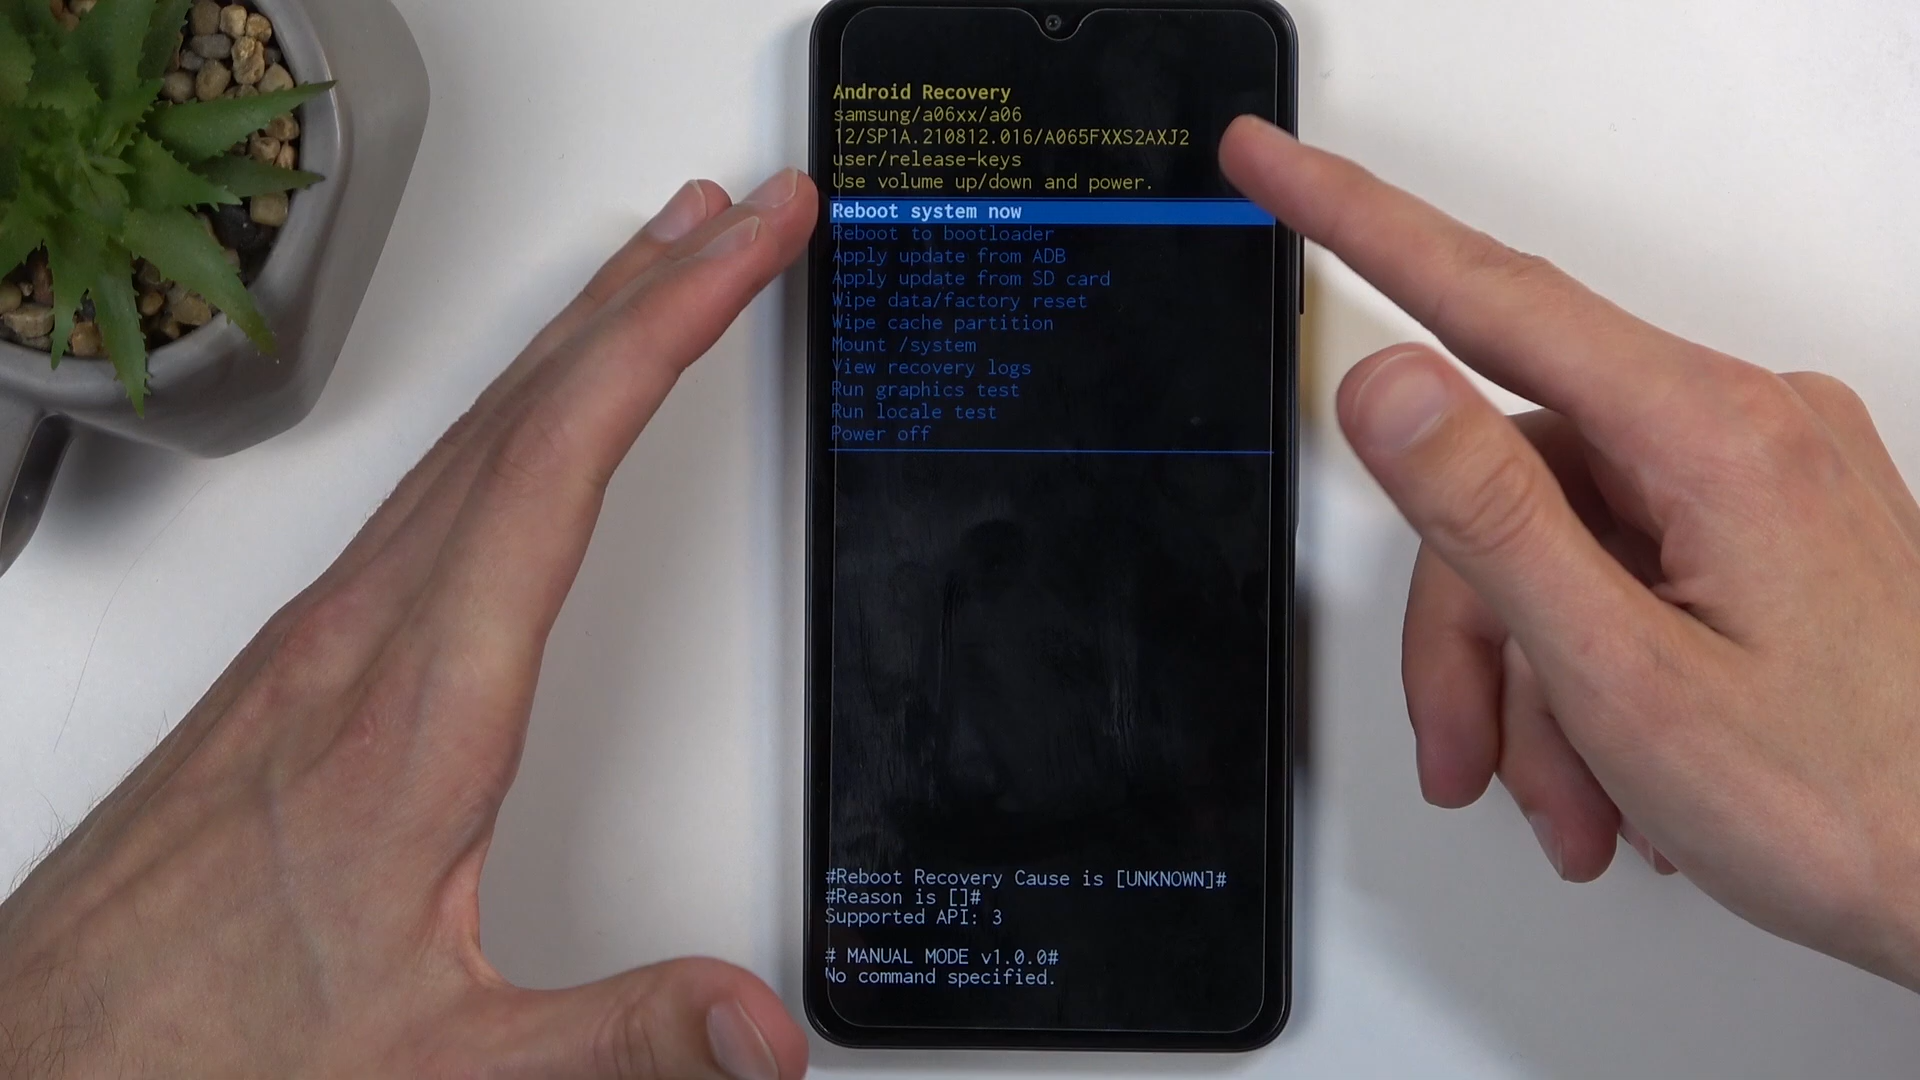 Android Recovery
samsung/a06xx/a06
12/SP1A.210812.016/A065FXXS2AXJ2
user/release-keys
Use volume up/down and power.
Reboot system now
Reboot to bootloader
Apply update from ADB
Apply update from SD card
Wipe data/factory reset
Wipe cache partition
Mount /system
View recovery logs
Run graphics test
Run locale test
Power off
#Reboot Recovery Cause is [UNKNOWN]#
#Reason is []#
Supported API: 3
# MANUAL MODE v1.0.0#
No command specified.